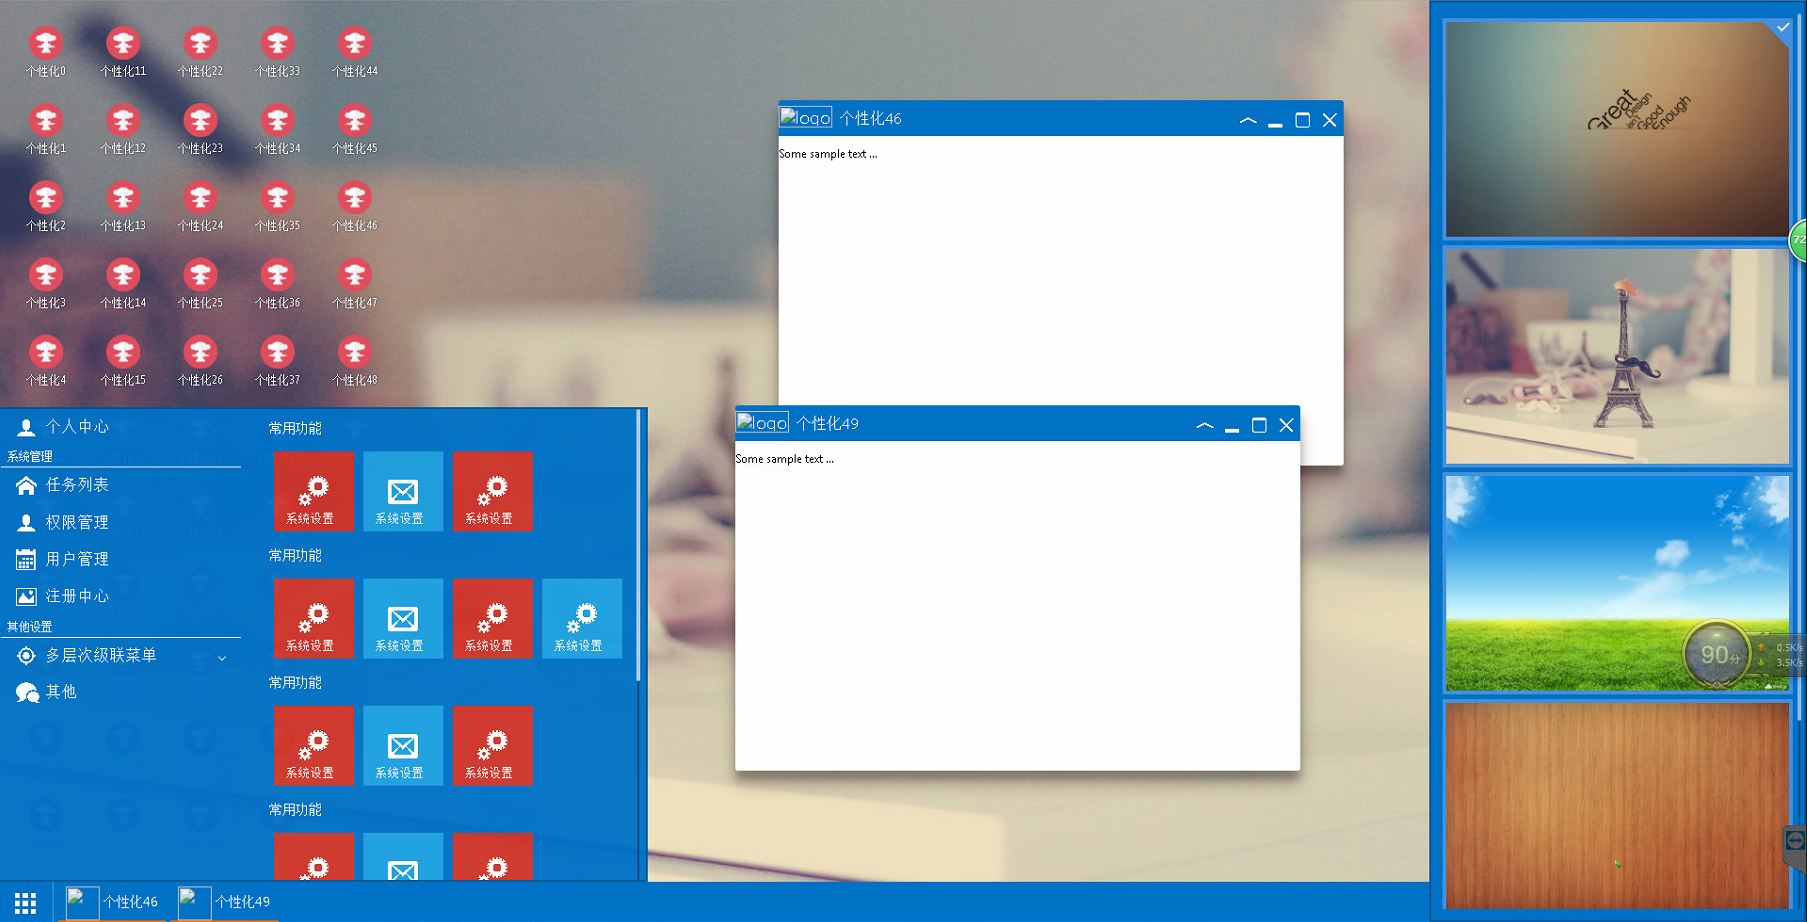 个性化0
个性化11
个性化22
个性化33
个性化44
个性化1
个性化12
个性化23
个性化34
个性化45
个性化2
个性化13
个性化24
个性化35
个性化46
个性化3
个性化14
个性化25
个性化36
个性化47
个性化4
个性化15
个性化26
个性化37
个性化48
个人中心
系统管理
任务列表
权限管理
用户管理
注册中心
其他设置
多层次级联菜单
其他
常用功能
系统设置
系统设置
系统设置
常用功能
系统设置
系统设置
系统设置
系统设置
常用功能
系统设置
系统设置
系统设置
常用功能
logo 个性化46
Some sample text ...
logo 个性化49
Some sample text ...
Great
Design
isn't
Good
Enough
72
90分
0.5K/s
3.5K/s
个性化46
个性化49